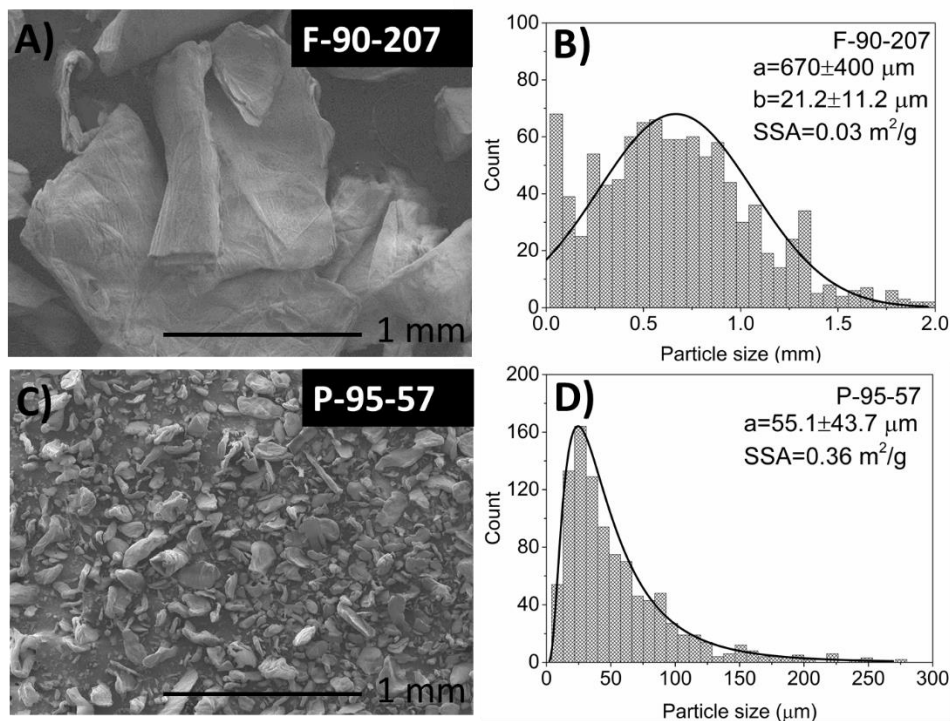 A)
F-90-207
1 mm
B)
F-90-207
a=670±400 μm
b=21.2±11.2 μm
SSA=0.03 m²/g
Count
100
80
60
40
20
0
0.0 0.5 1.0 1.5 2.0
Particle size (mm)
C)
P-95-57
1 mm
D)
P-95-57
a=55.1±43.7 μm
SSA=0.36 m²/g
Count
200
160
120
80
40
0
0 50 100 150 200 250 300
Particle size (μm)